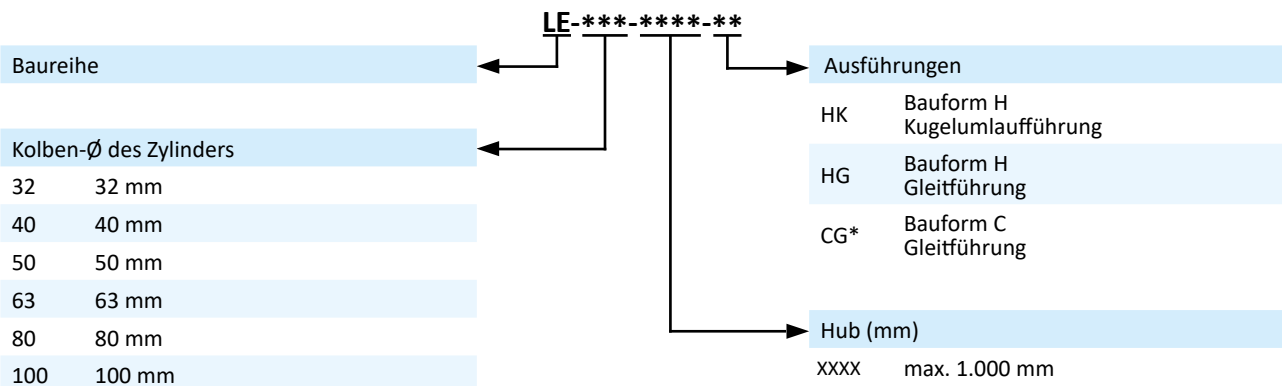 LE-***-****-**
Baureihe
Kolben-Ø des Zylinders
32 32 mm
40 40 mm
50 50 mm
63 63 mm
80 80 mm
100 100 mm
Ausführungen
HK Bauform H
Kugelumlaufführung
HG Bauform H
Gleitführung
CG* Bauform C
Gleitführung
Hub (mm)
XXXX max. 1.000 mm